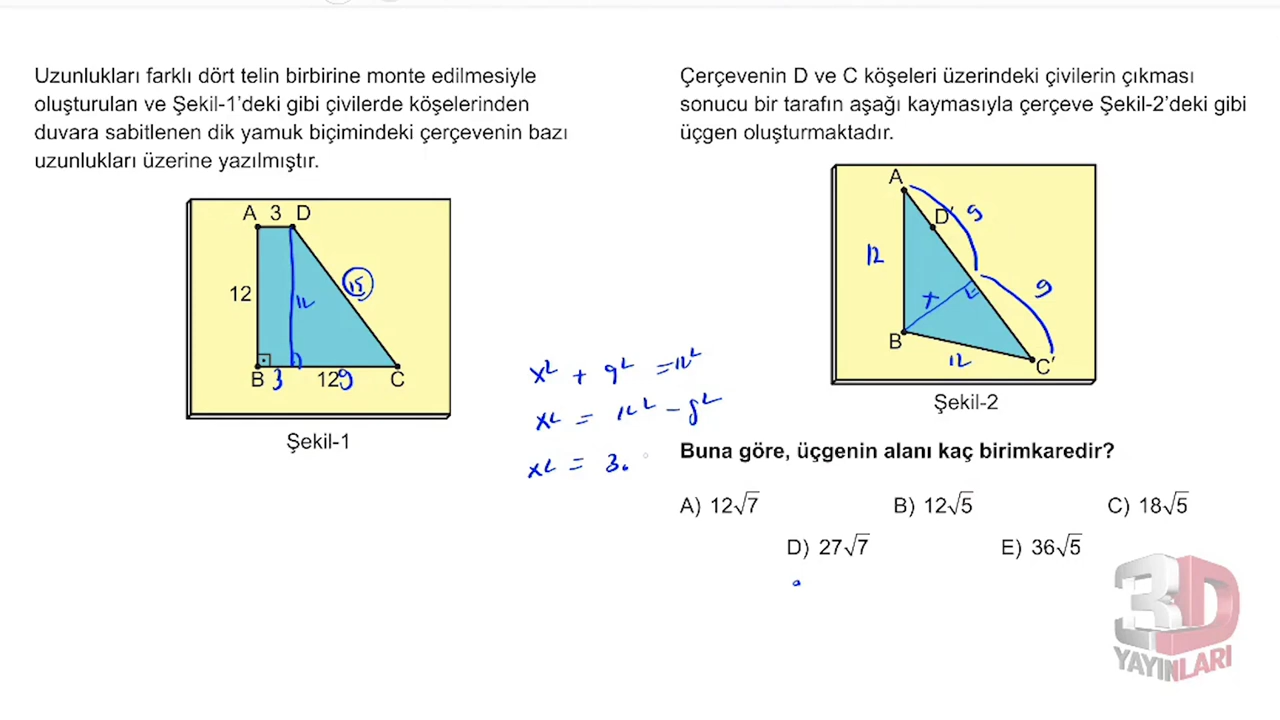 Uzunlukları farklı dört telin birbirine monte edilmesiyle
oluşturulan ve Şekil-1’deki gibi çivilerde köşelerinden
duvara sabitlenen dik yamuk biçimindeki çerçevenin bazı
uzunlukları üzerine yazılmıştır.
A 3 D
12
15
12
B 3 12 9 C
Şekil-1
x² + 9² = 12²
x² = 12² - 9²
x² = 3.
Çerçevenin D ve C köşeleri üzerindeki çivilerin çıkması
sonucu bir tarafın aşağı kaymasıyla çerçeve Şekil-2’deki gibi
üçgen oluşturmaktadır.
A
D′ 9
12
9
x
B
12
C′
Şekil-2
Buna göre, üçgenin alanı kaç birimkaredir?
A) 12√7 B) 12√5 C) 18√5
D) 27√7 E) 36√5
3D
YAYINLARI